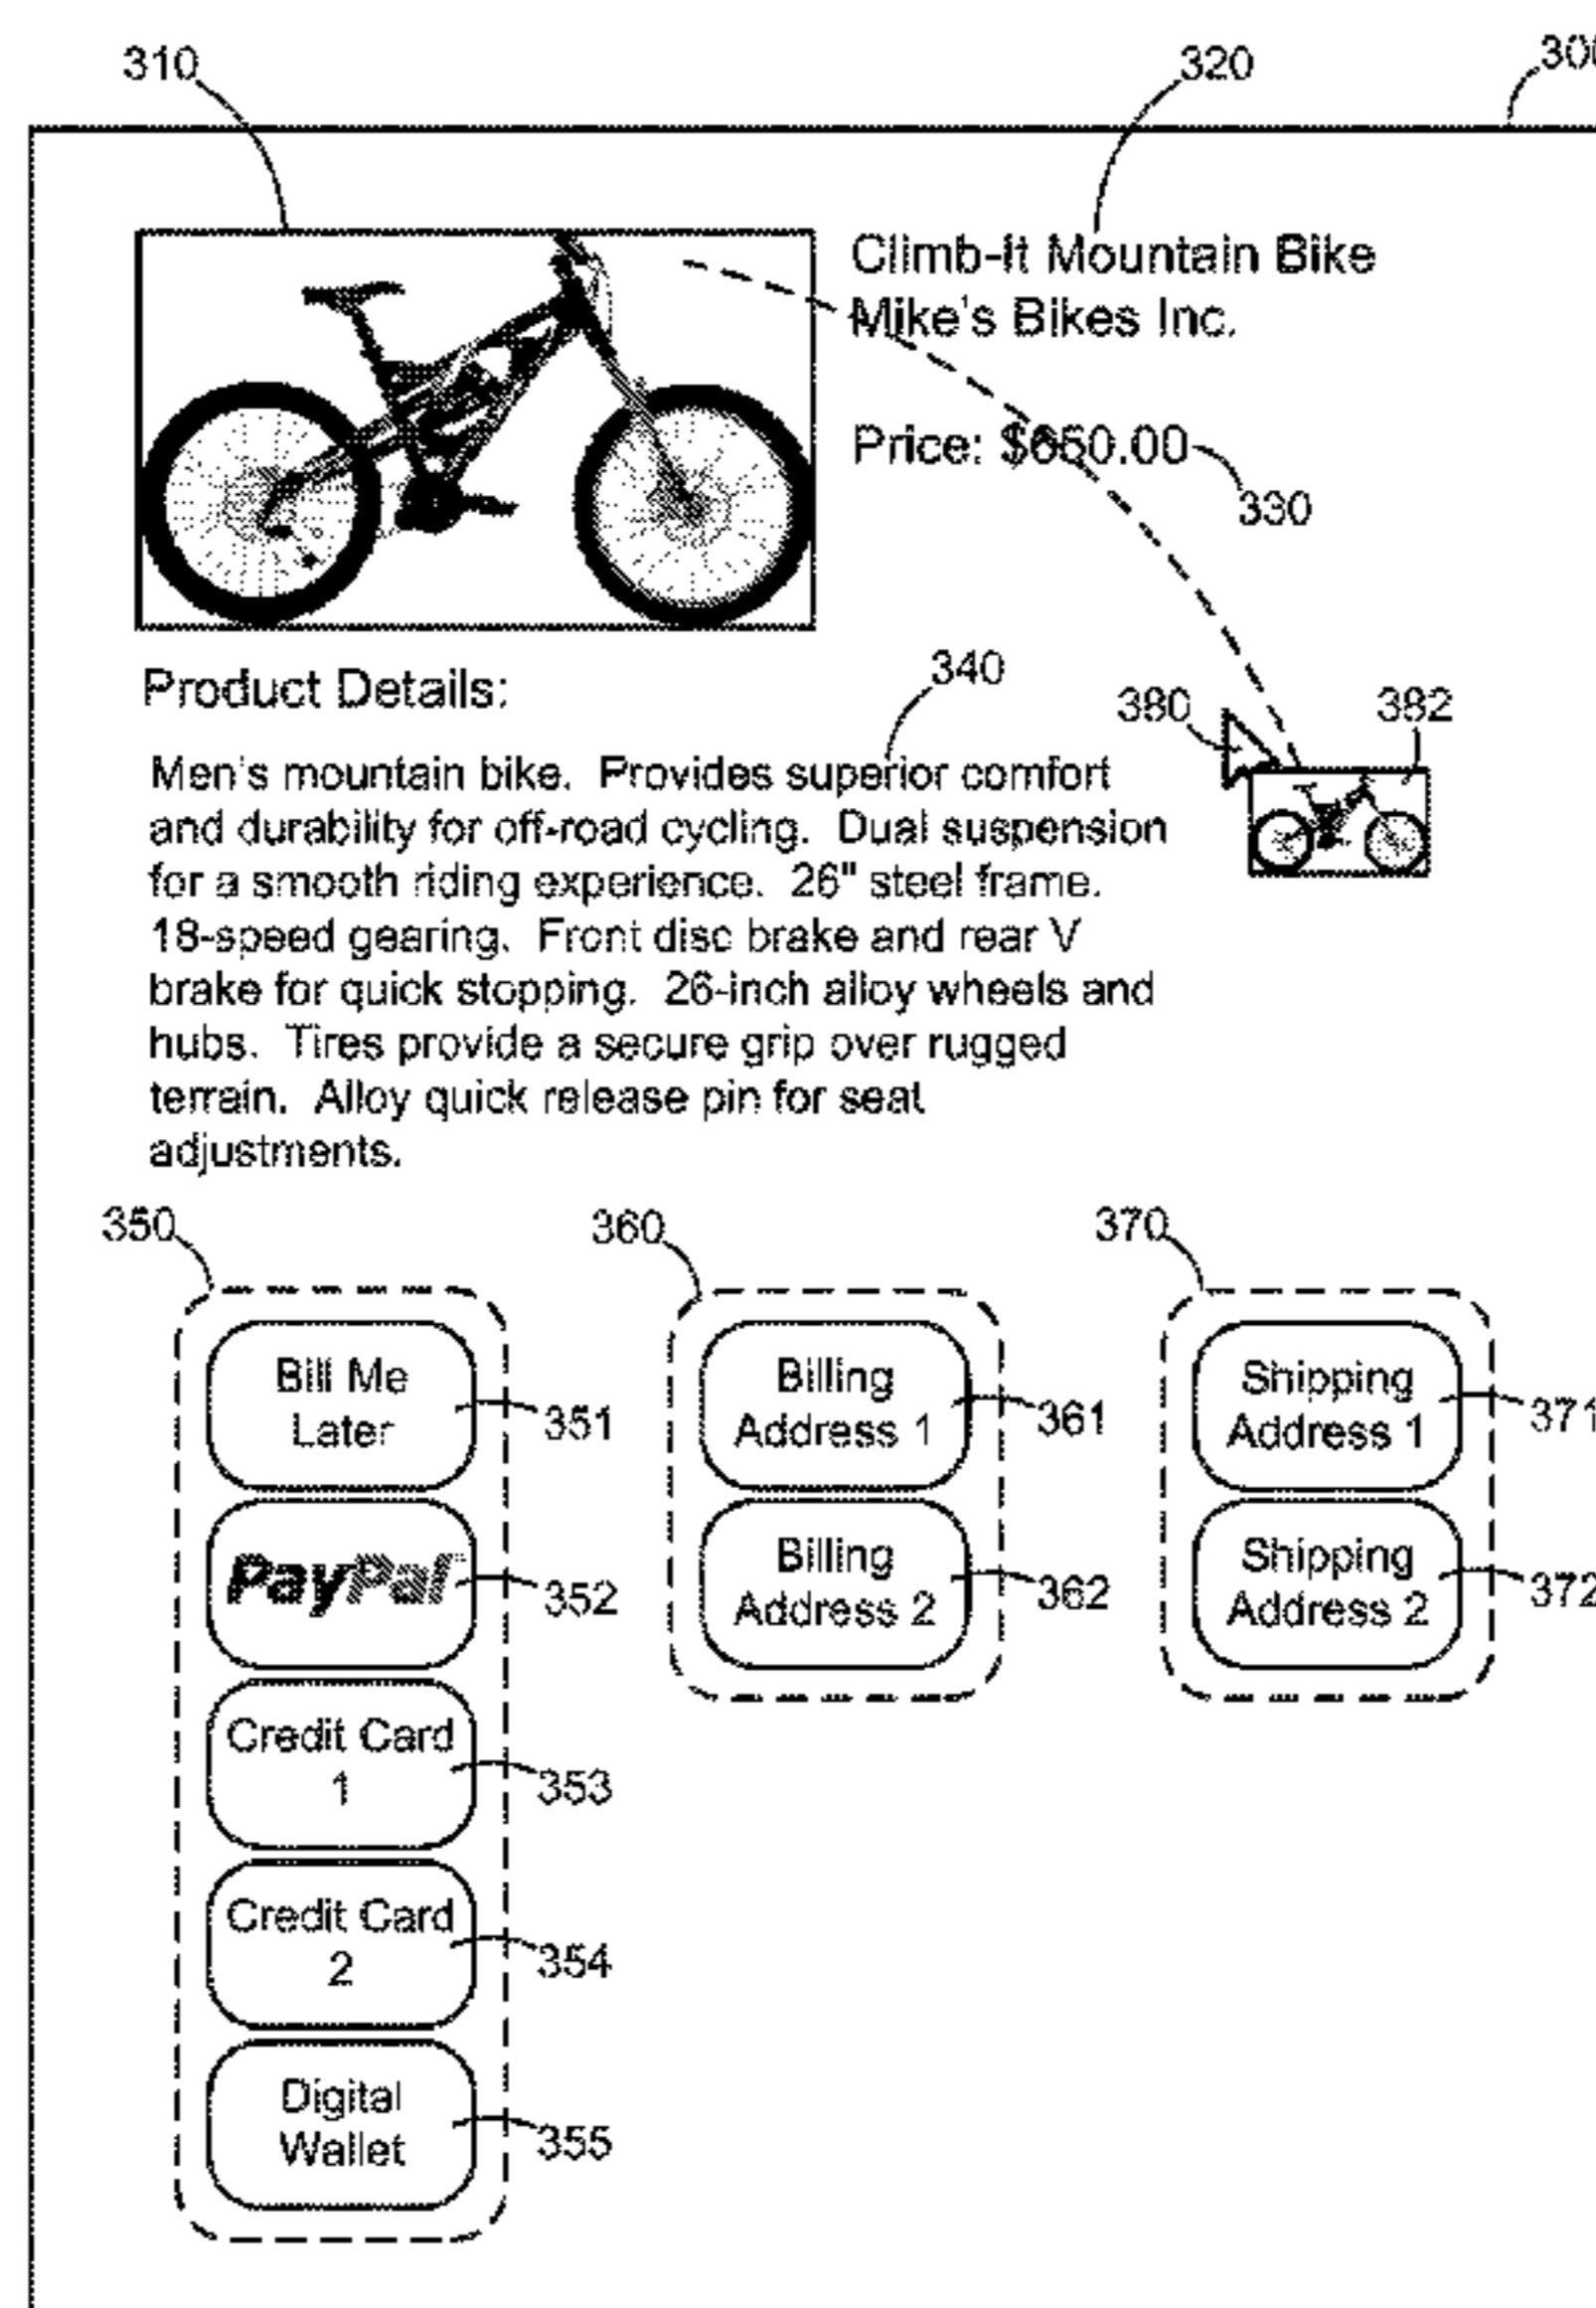 310
320
Climb-It Mountain Bike
Mike's Bikes Inc.
Price: $650.00
330
Product Details:
340
380
382
Men's mountain bike. Provides superior comfort
and durability for off-road cycling. Dual suspension
for a smooth riding experience. 26" steel frame.
18-speed gearing. Front disc brake and rear V
brake for quick stopping. 26-inch alloy wheels and
hubs. Tires provide a secure grip over rugged
terrain. Alloy quick release pin for seat
adjustments.
350
360
370
Bill Me
Later
351
Billing
Address 1
361
Shipping
Address 1
371
PayPal
352
Billing
Address 2
362
Shipping
Address 2
372
Credit Card
1
353
Credit Card
2
354
Digital
Wallet
355